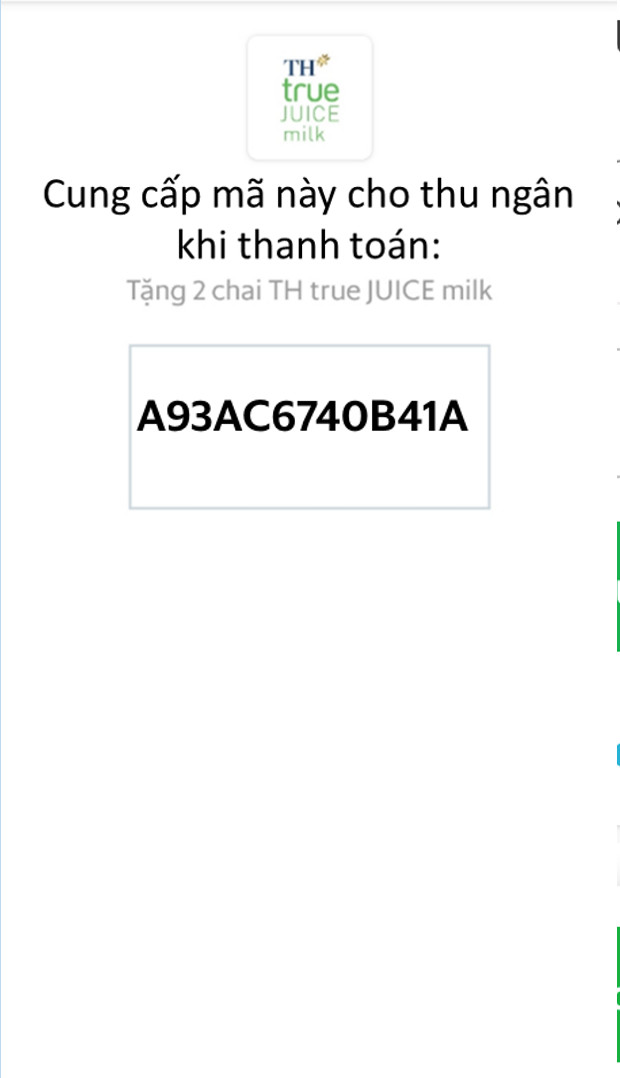 TH
true
JUICE
milk
Cung cấp mã này cho thu ngân
khi thanh toán:
Tặng 2 chai TH true JUICE milk
A93AC6740B41A